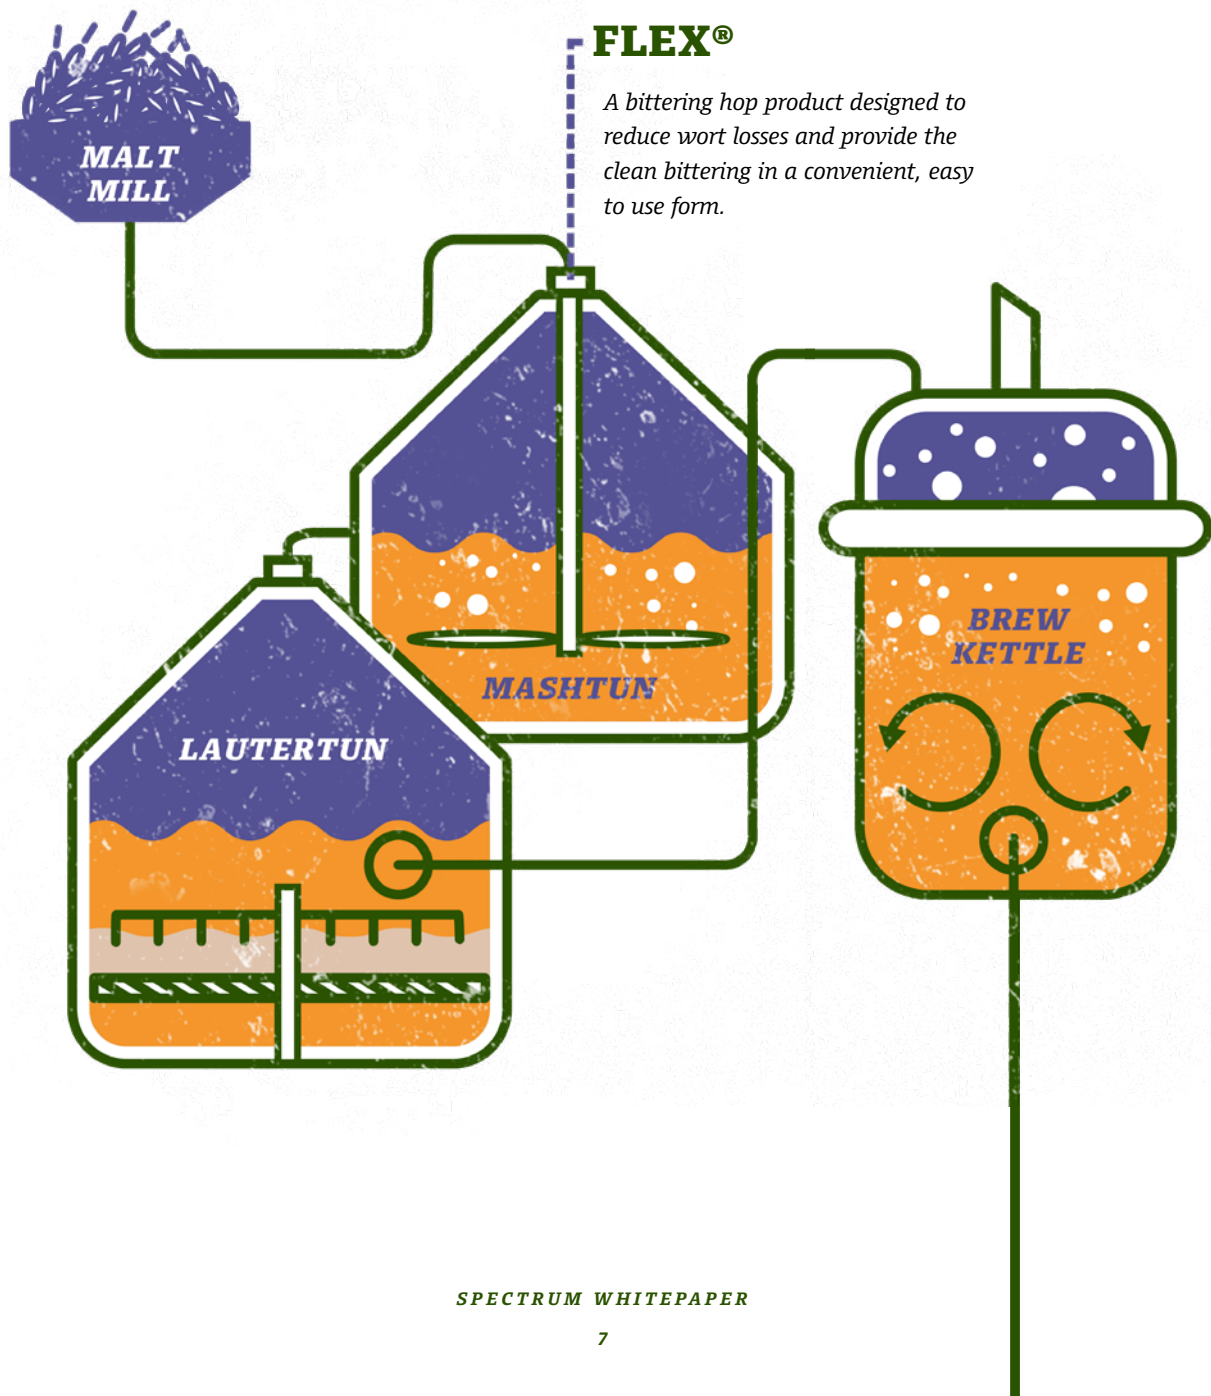 FLEX®
A bittering hop product designed to
reduce wort losses and provide the
clean bittering in a convenient, easy
to use form.
MALT
MILL
BREW
KETTLE
MASHTUN
LAUTERTUN
SPECTRUM WHITEPAPER
7